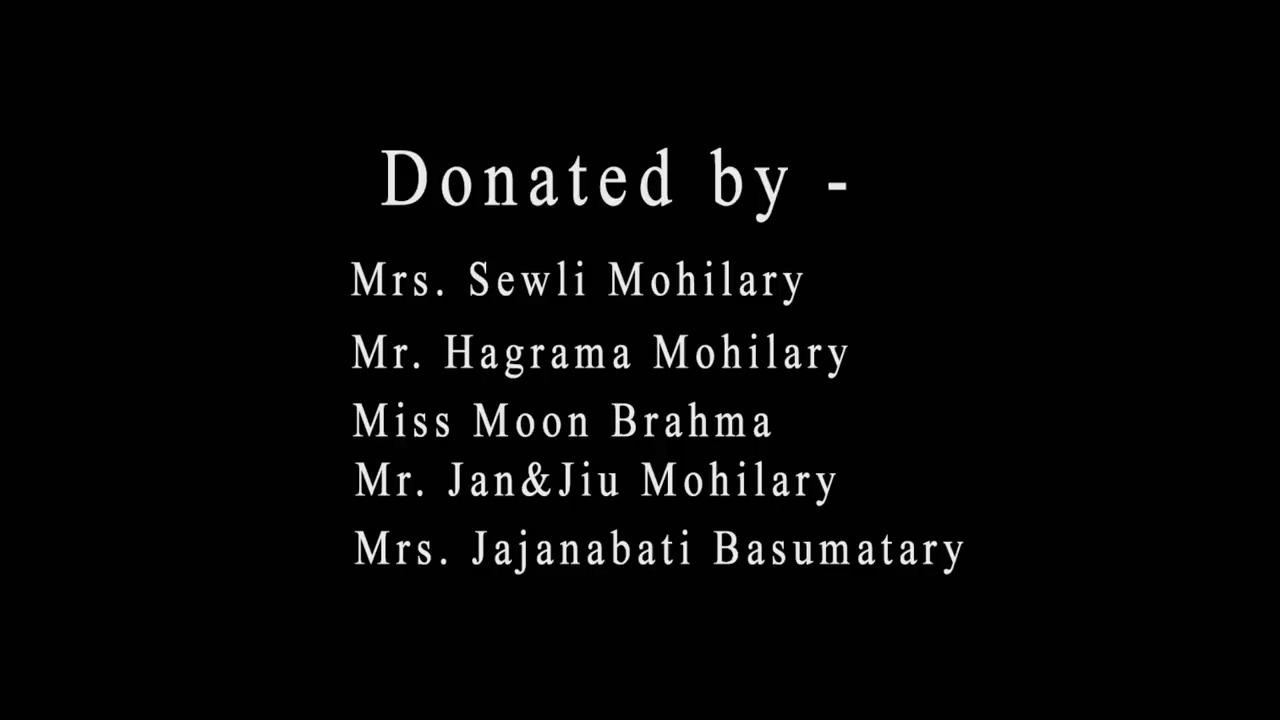 Donated by -
Mrs. Sewli Mohilary
Mr. Hagrama Mohilary
Miss Moon Brahma
Mr. Jan&Jiu Mohilary
Mrs. Jajanabati Basumatary